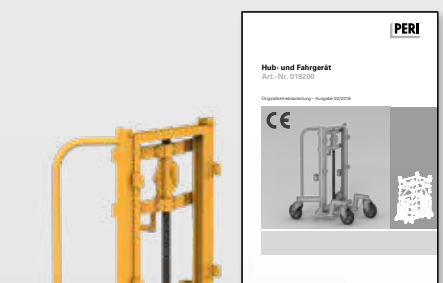 PERI
Hub- und Fahrgerät
Art.-Nr. 019200
Originalbetriebsanleitung – Ausgabe 02/2019
CE